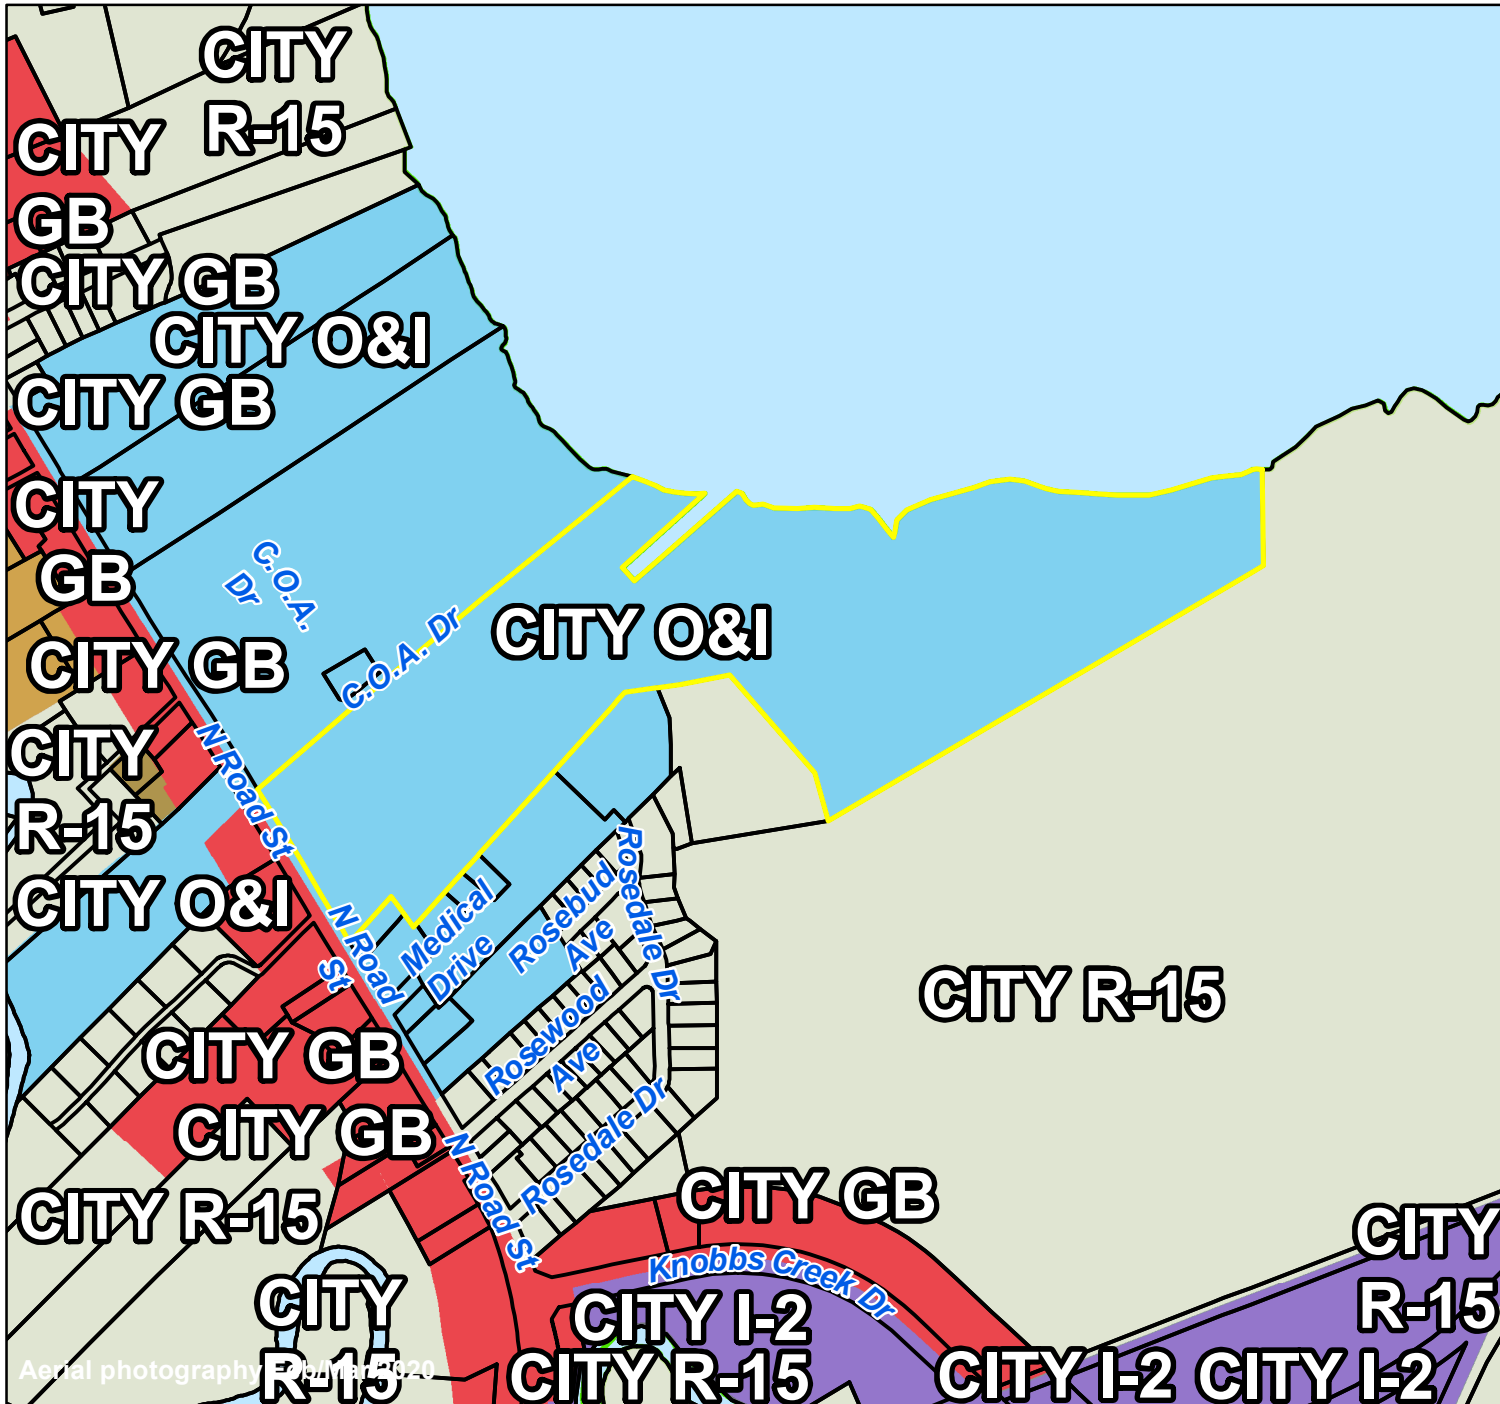 CITY
R-15
CITY
GB
CITY GB
CITY O&I
CITY GB
CITY
GB
C.O.A.
Dr
C.O.A. Dr
CITY O&I
CITY GB
CITY
R-15
N Road St
CITY O&I
N Road
St
Medical
Drive
Rosebud
Ave
Rosedale Dr
Rosewood
Ave
CITY R-15
CITY GB
CITY GB
N Road St
Rosedale Dr
CITY R-15
CITY GB
Knobbs Creek Dr
CITY
R-15
CITY
R-15
CITY I-2
CITY R-15
CITY I-2
CITY I-2
Aerial photography Feb/Mar 2020